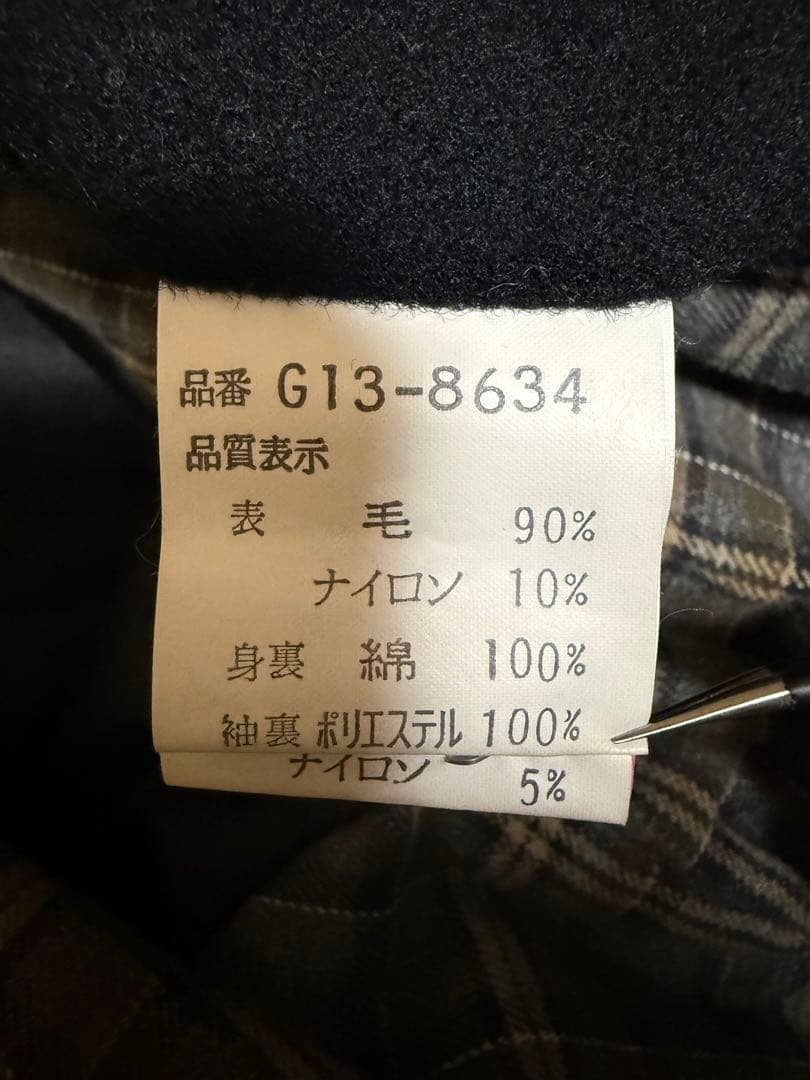 品番 G13-8634
品質表示
表 毛 90%
ナイロン 10%
身裏 綿 100%
袖裏 ポリエステル 100%
ナイロン 5%